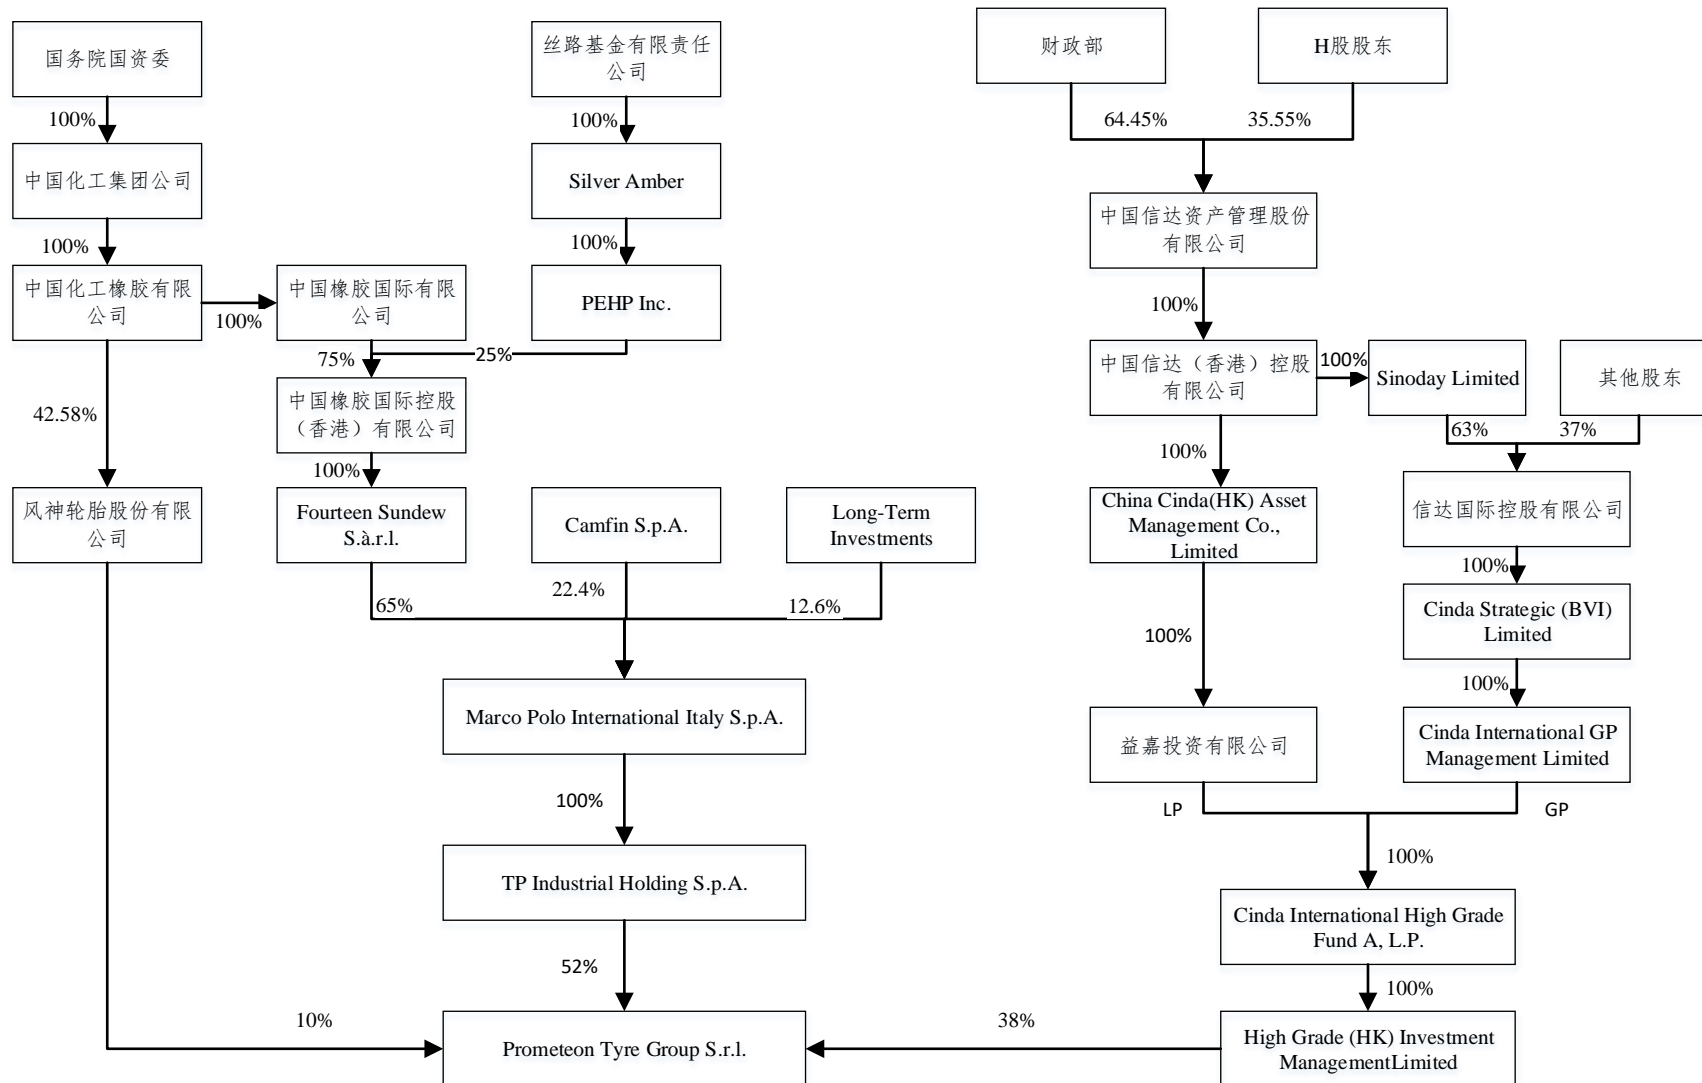 国务院国资委
丝路基金有限责任
公司
财政部
H股股东
100%
100%
64.45%
35.55%
中国化工集团公司
Silver Amber
中国信达资产管理股份
有限公司
100%
100%
中国化工橡胶有限
公司
100%
中国橡胶国际有限
公司
PEHP Inc.
100%
75%
25%
中国信达（香港）控股
有限公司
100%
Sinoday Limited
其他股东
42.58%
中国橡胶国际控股
（香港）有限公司
63%
37%
100%
100%
风神轮胎股份有限
公司
Fourteen Sundew
S.à.r.l.
Camfin S.p.A.
Long-Term
Investments
China Cinda(HK) Asset
Management Co.,
Limited
信达国际控股有限公司
65%
22.4%
12.6%
100%
100%
Cinda Strategic (BVI)
Limited
100%
Marco Polo International Italy S.p.A.
益嘉投资有限公司
Cinda International GP
Management Limited
100%
LP
GP
100%
TP Industrial Holding S.p.A.
Cinda International High Grade
Fund A, L.P.
52%
100%
10%
Prometeon Tyre Group S.r.l.
38%
High Grade (HK) Investment
ManagementLimited